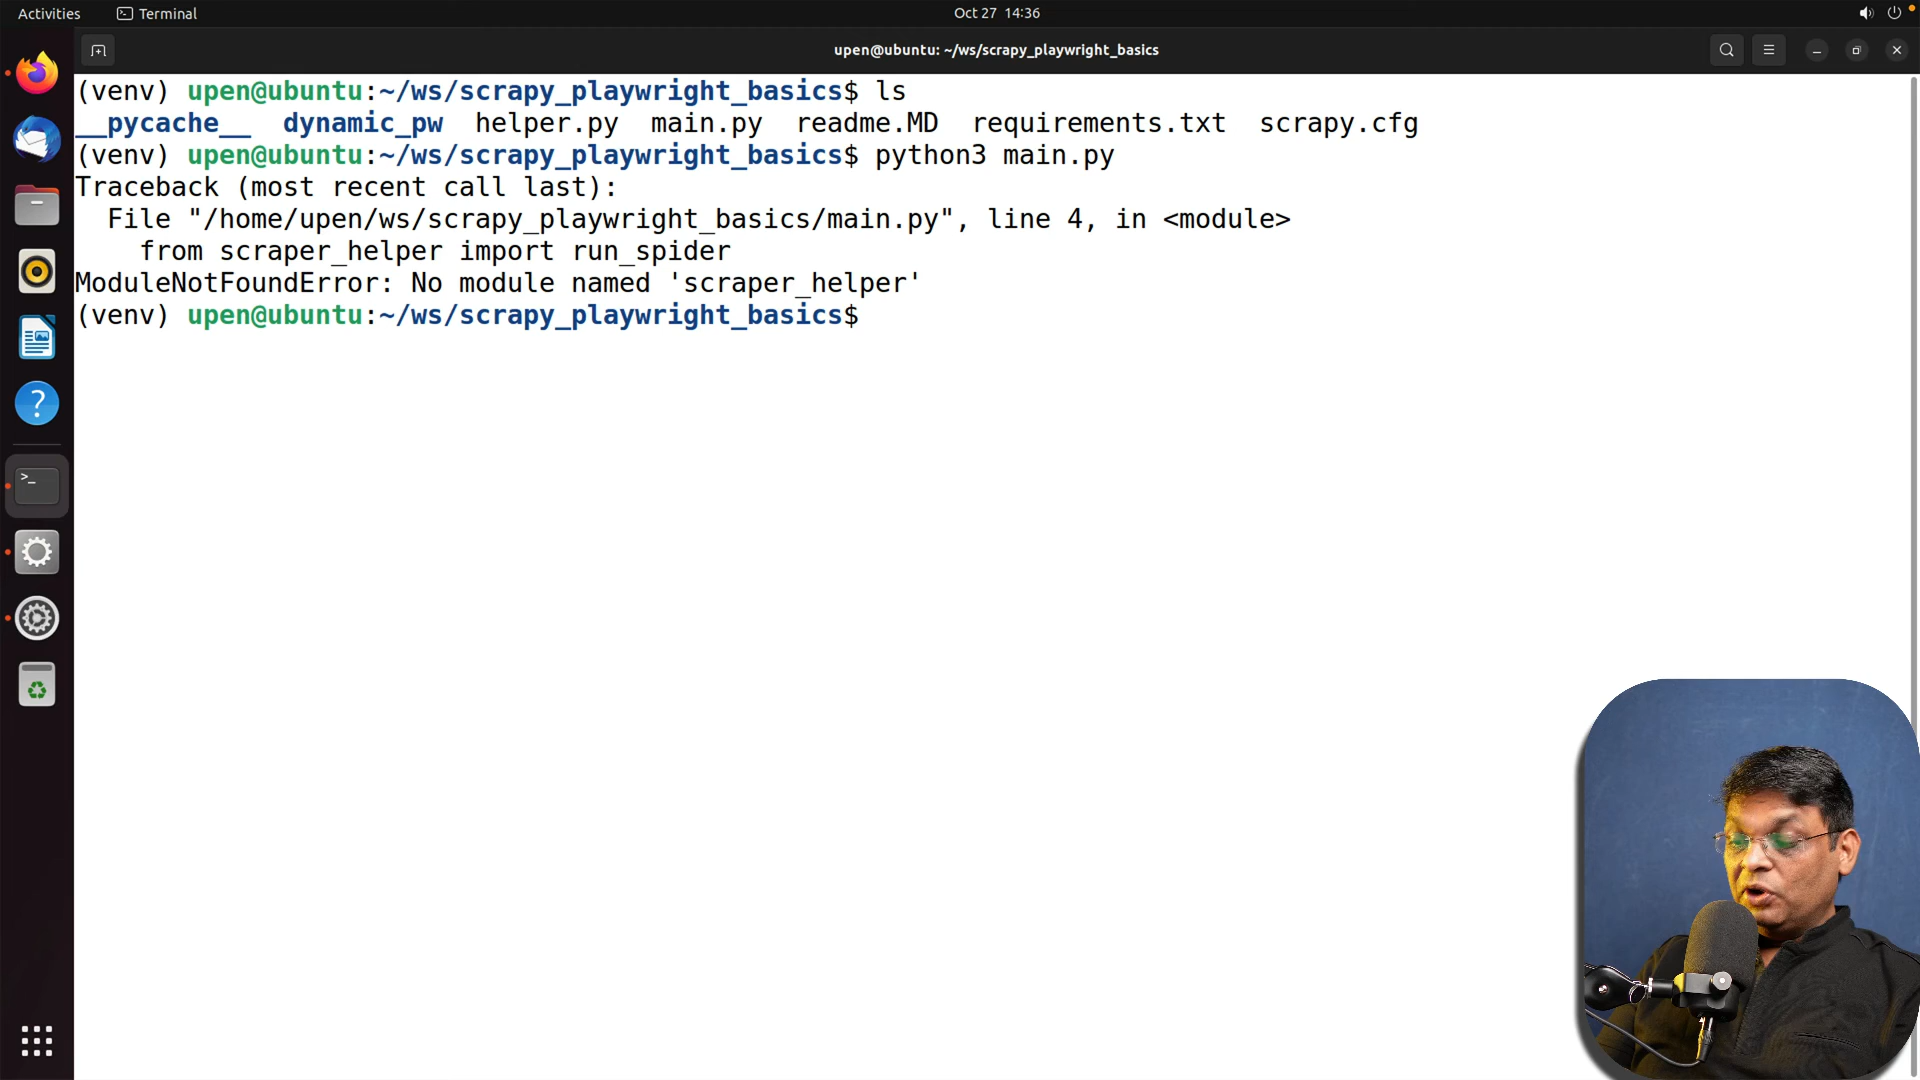 Activities Terminal Oct 27 14:36
upen@ubuntu: ~/ws/scrapy_playwright_basics
(venv) upen@ubuntu:~/ws/scrapy_playwright_basics$ ls
__pycache__ dynamic_pw helper.py main.py readme.MD requirements.txt scrapy.cfg
(venv) upen@ubuntu:~/ws/scrapy_playwright_basics$ python3 main.py
Traceback (most recent call last):
  File "/home/upen/ws/scrapy_playwright_basics/main.py", line 4, in <module>
    from scraper_helper import run_spider
ModuleNotFoundError: No module named 'scraper_helper'
(venv) upen@ubuntu:~/ws/scrapy_playwright_basics$